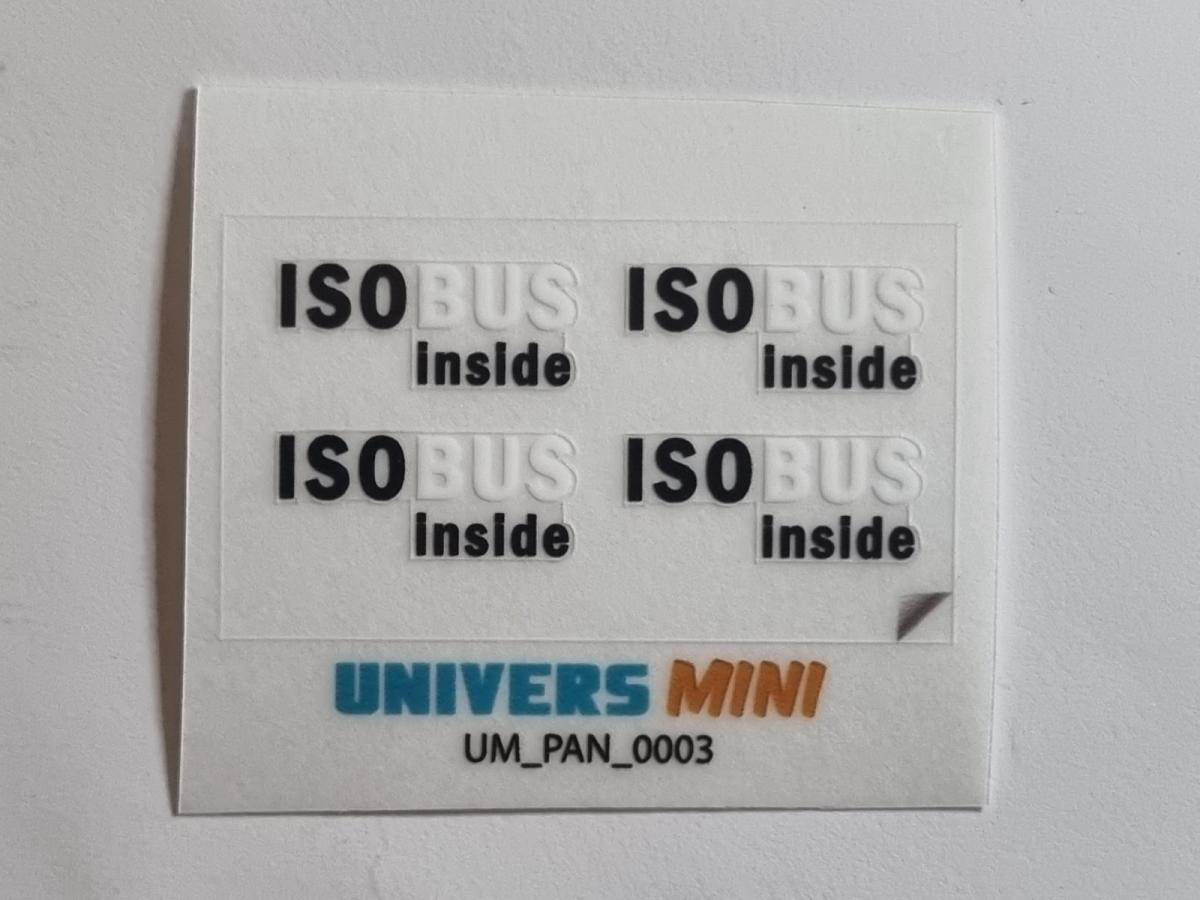 ISOBUS ISOBUS
inside inside
ISOBUS ISOBUS
inside inside
UNIVERS MINI
UM_PAN_0003